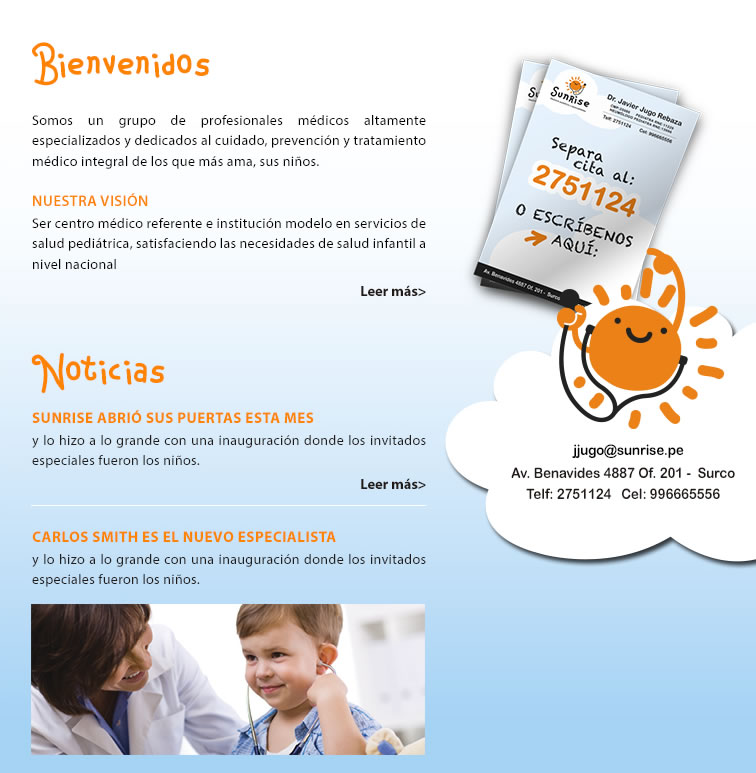 Bienvenidos
Somos un grupo de profesionales médicos altamente
especializados y dedicados al cuidado, prevención y tratamiento
médico integral de los que más ama, sus niños.
NUESTRA VISIÓN
Ser centro médico referente e institución modelo en servicios de
salud pediátrica, satisfaciendo las necesidades de salud infantil a
nivel nacional
Leer más>
Noticias
SUNRISE ABRIÓ SUS PUERTAS ESTA MES
y lo hizo a lo grande con una inauguración donde los invitados
especiales fueron los niños.
Leer más>
CARLOS SMITH ES EL NUEVO ESPECIALISTA
y lo hizo a lo grande con una inauguración donde los invitados
especiales fueron los niños.
Sunrise
Dr. Javier Jugo Rebaza
Telf: 2751124 Cel: 996665556
Separa
cita al:
2751124
O ESCRÍBENOS
AQUÍ:
Av. Benavides 4887 Of. 201 - Surco
jjugo@sunrise.pe
Av. Benavides 4887 Of. 201 - Surco
Telf: 2751124 Cel: 996665556